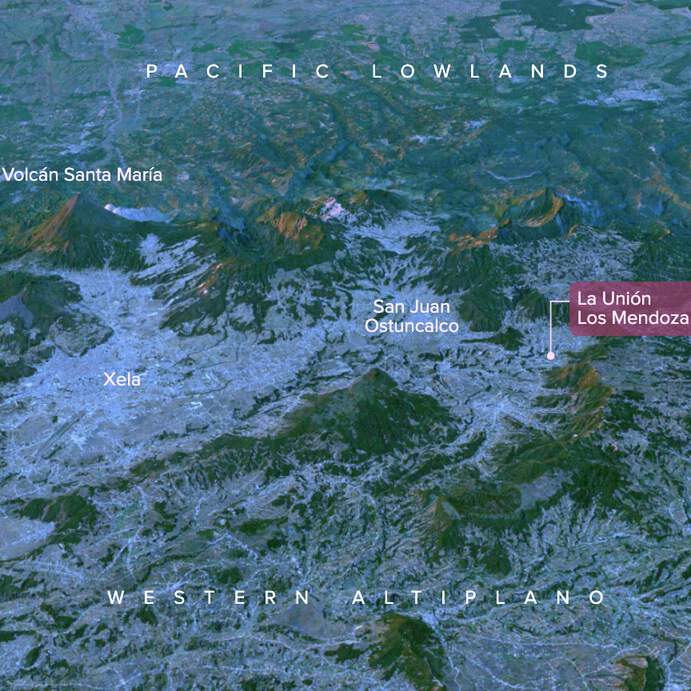 PACIFIC LOWLANDS
Volcán Santa María
La Unión
Los Mendoza
San Juan
Ostuncalco
Xela
WESTERN ALTIPLANO